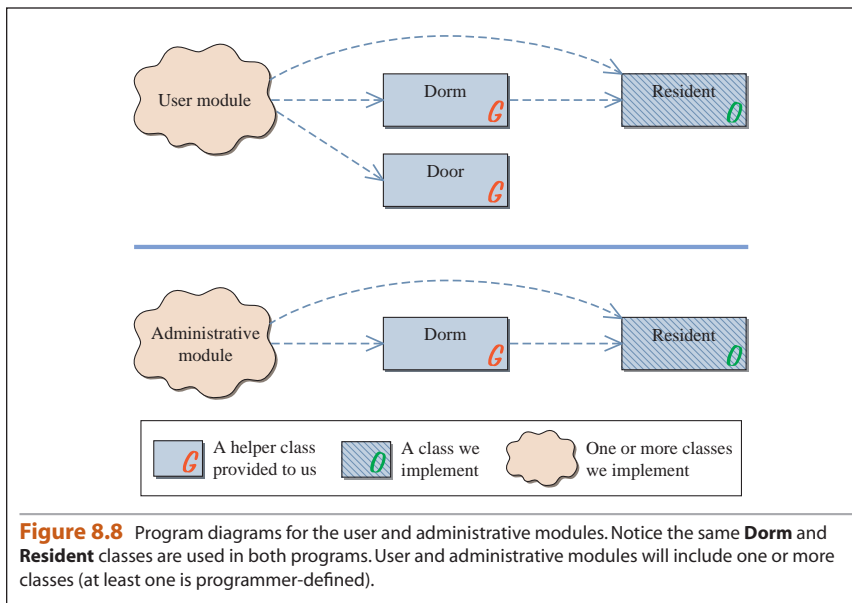 User module
Dorm
G
Resident
O
Door
G
Administrative
module
Dorm
G
Resident
O
G
A helper class
provided to us
O
A class we
implement
One or more classes
we implement
Figure 8.8 Program diagrams for the user and administrative modules. Notice the same Dorm and
Resident classes are used in both programs. User and administrative modules will include one or more
classes (at least one is programmer-defined).